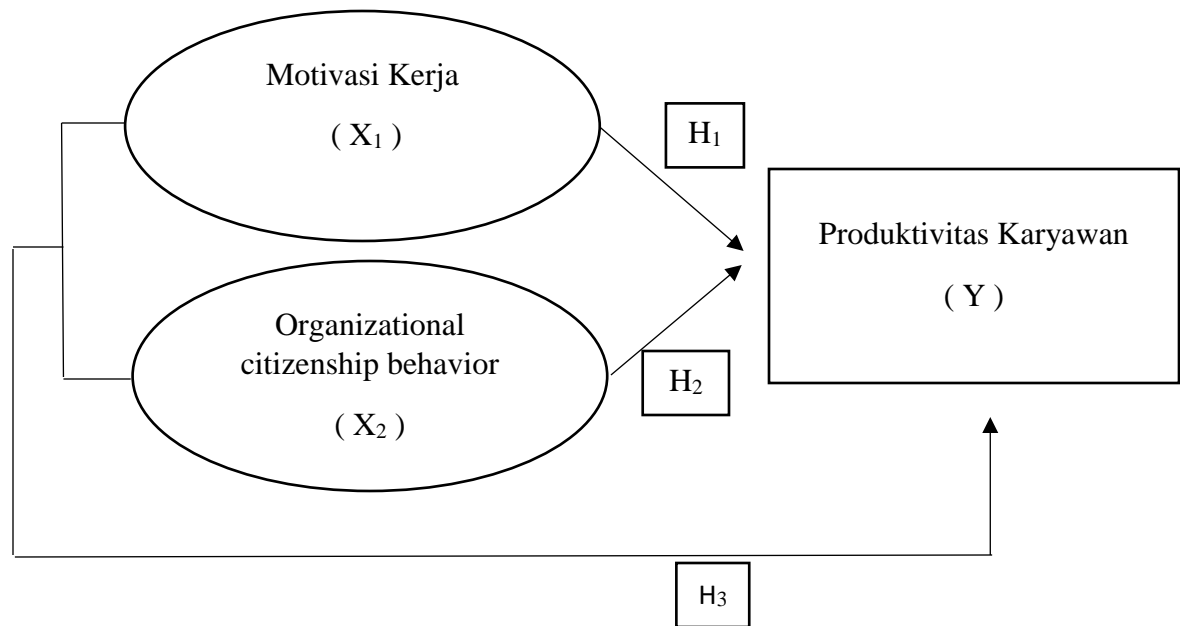 Motivasi Kerja
( X₁ )
H₁
Produktivitas Karyawan
( Y )
Organizational
citizenship behavior
( X₂ )
H₂
H₃